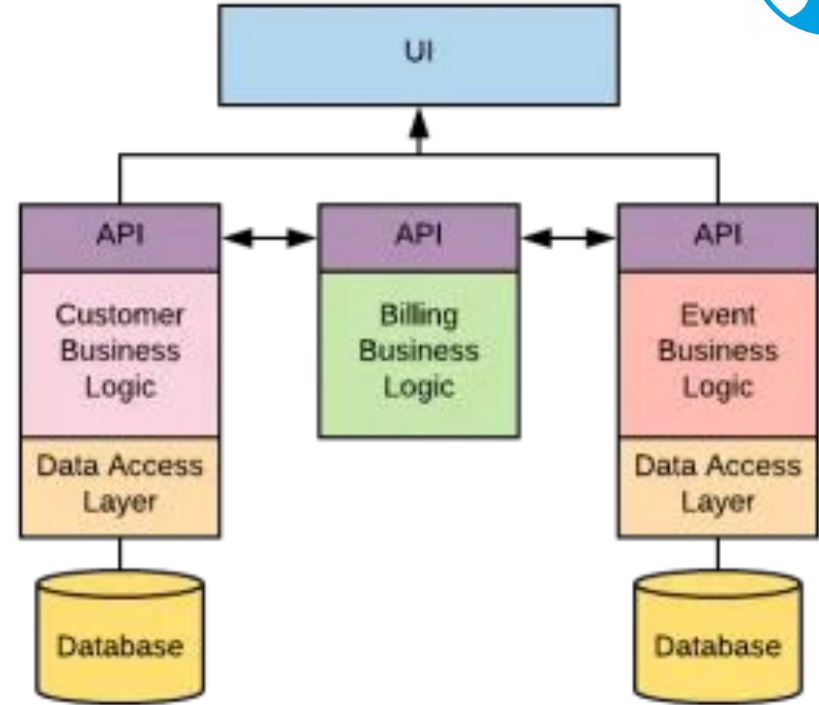 UI
API
API
API
Customer
Business
Logic
Billing
Business
Logic
Event
Business
Logic
Data Access
Layer
Data Access
Layer
Database
Database